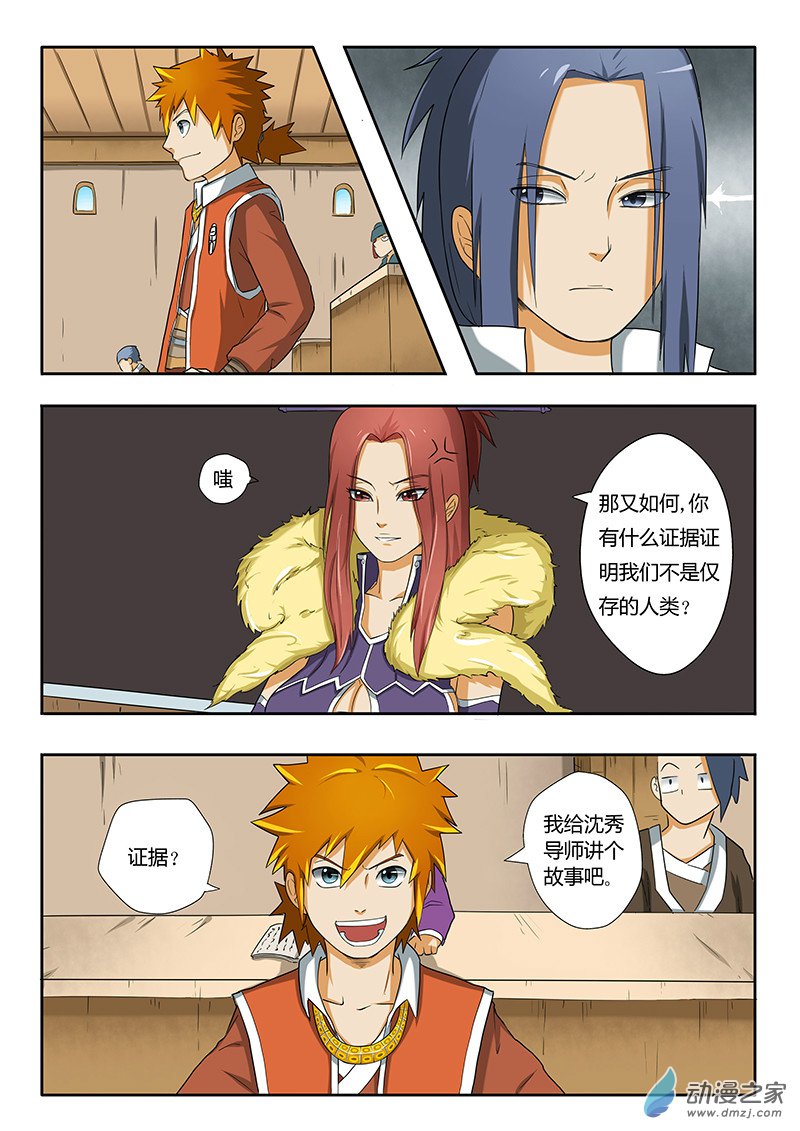 嗤
那又如何,你
有什么证据证
明我们不是仅
存的人类？
证据？
我给沈秀
导师讲个
故事吧。
动漫之家
www.dmzj.com